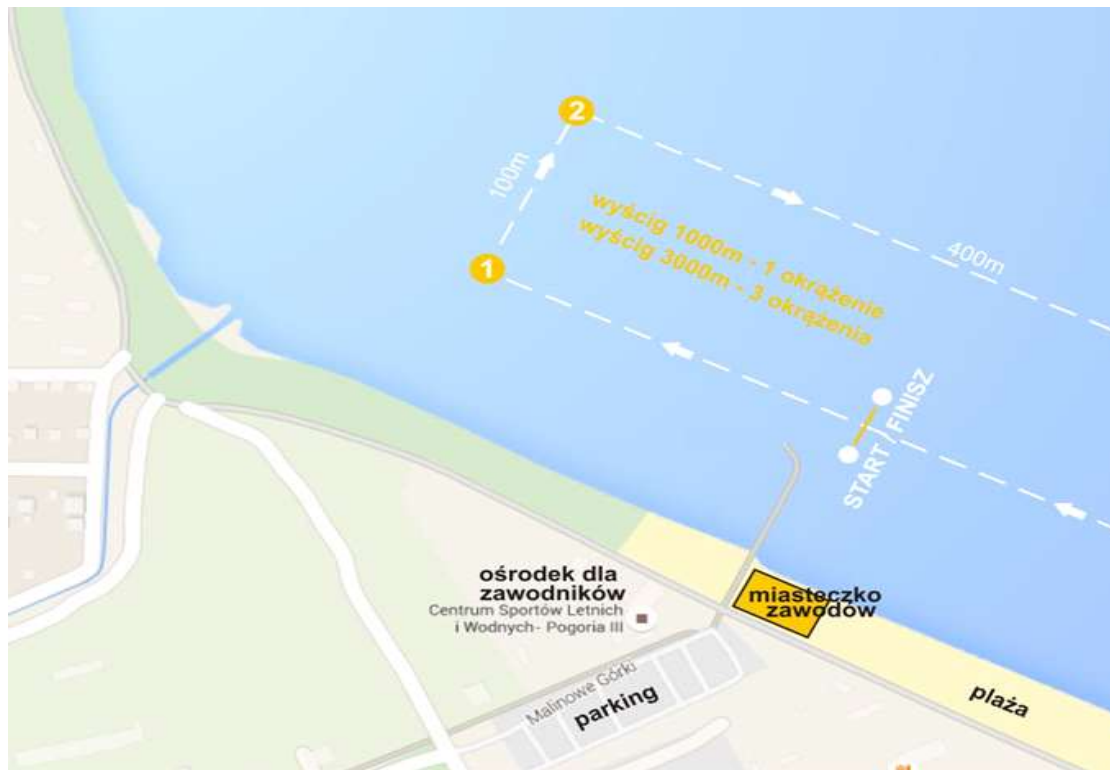 2
100m
wyścig 1000m - 1 okrążenie
wyścig 3000m - 3 okrążenia
400m
1
START / FINISZ
ośrodek dla
zawodników
Centrum Sportów Letnich
i Wodnych- Pogoria III
miasteczko
zawodów
Malinowe Górki
parking
plaża